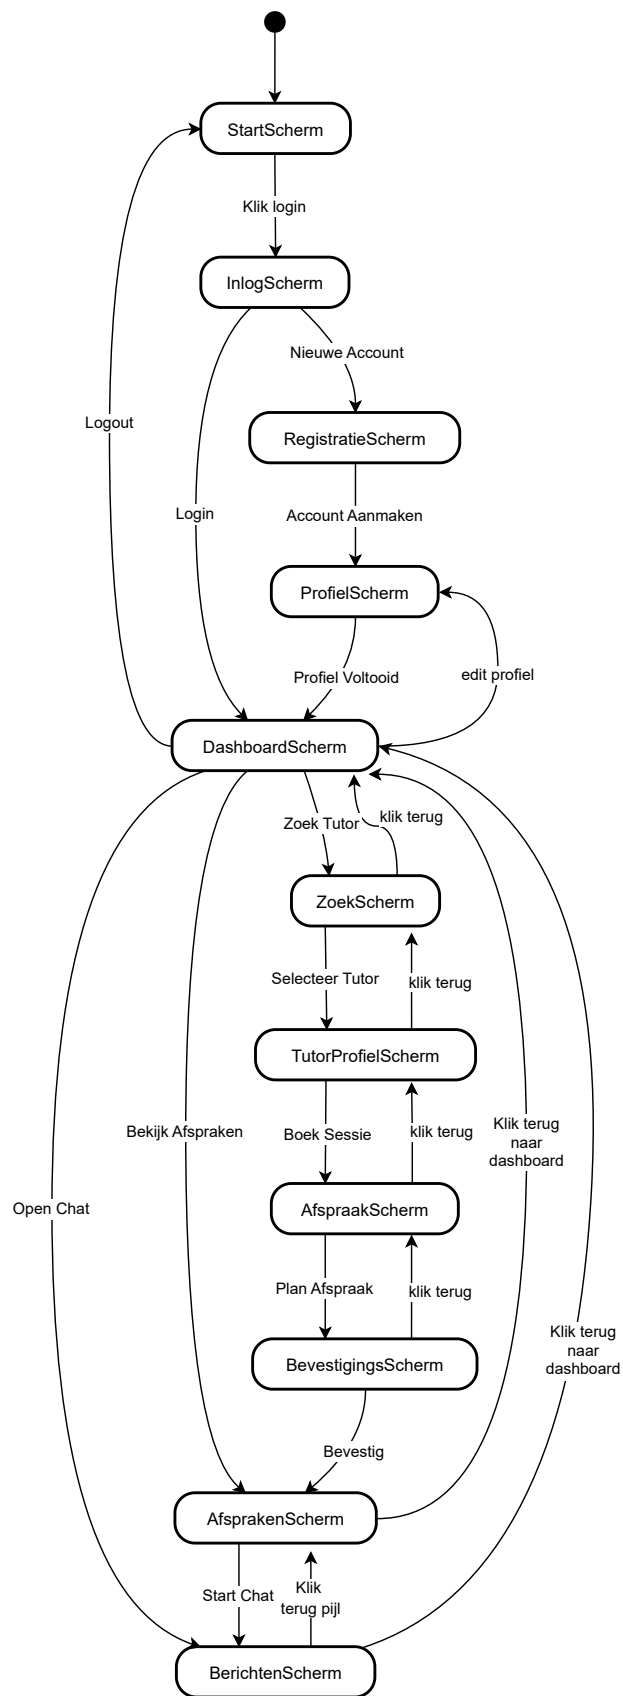 StartScherm
Klik login
InlogScherm
Nieuwe Account
Logout
RegistratieScherm
Login
Account Aanmaken
ProfielScherm
Profiel Voltooid
edit profiel
DashboardScherm
Zoek Tutor
klik terug
ZoekScherm
Selecteer Tutor
klik terug
TutorProfielScherm
Bekijk Afspraken
Boek Sessie
klik terug
Klik terug
naar
dashboard
Open Chat
AfspraakScherm
Plan Afspraak
klik terug
Klik terug
naar
dashboard
BevestigingsScherm
Bevestig
AfsprakenScherm
Start Chat
Klik
terug pijl
BerichtenScherm